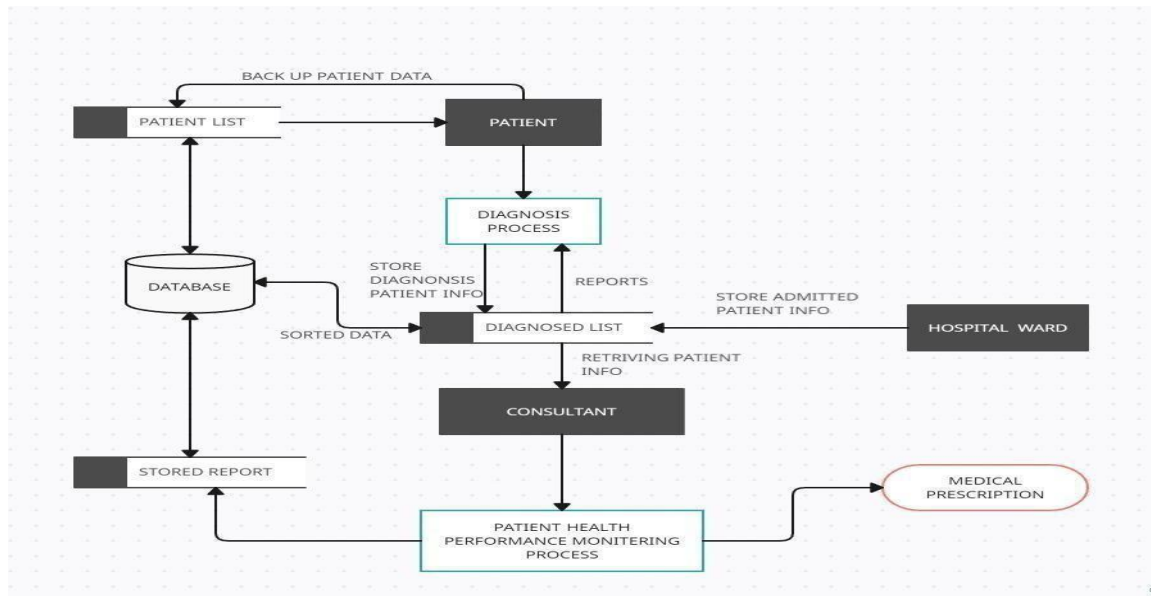 BACK UP PATIENT DATA
PATIENT LIST
PATIENT
DIAGNOSIS
PROCESS
STORE
DIAGNONSIS
PATIENT INFO
REPORTS
DATABASE
SORTED DATA
DIAGNOSED LIST
STORE ADMITTED
PATIENT INFO
HOSPITAL WARD
RETRIVING PATIENT
INFO
CONSULTANT
STORED REPORT
MEDICAL
PRESCRIPTION
PATIENT HEALTH
PERFORMANCE MONITERING
PROCESS